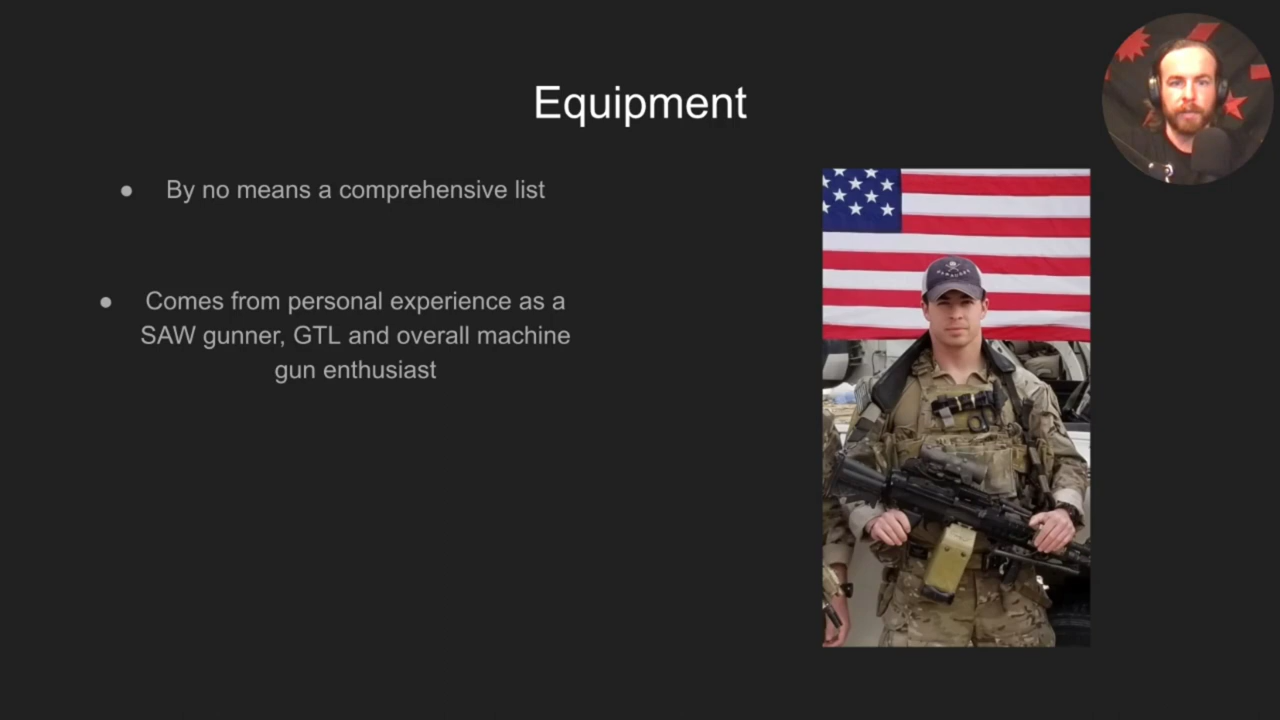 Equipment
● By no means a comprehensive list
● Comes from personal experience as a
SAW gunner, GTL and overall machine
gun enthusiast